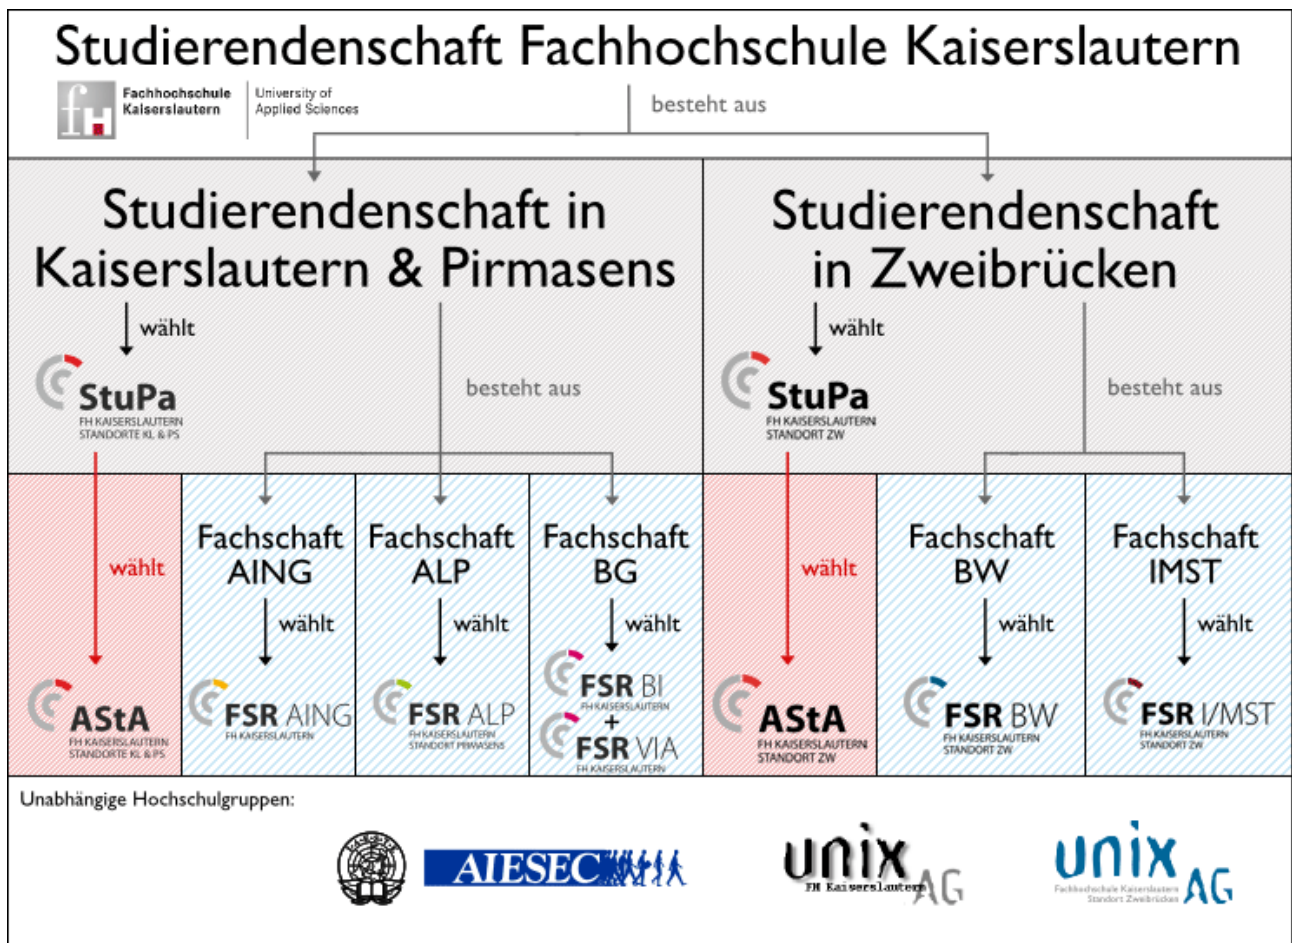 Studierendenschaft Fachhochschule Kaiserslautern
Fachhochschule
Kaiserslautern
University of
Applied Sciences
besteht aus
Studierendenschaft in
Kaiserslautern & Pirmasens
wählt
StuPa
FH KAISERSLAUTERN
STANDORTE KL & PS
besteht aus
Studierendenschaft
in Zweibrücken
wählt
StuPa
FH KAISERSLAUTERN
STANDORT ZW
besteht aus
wählt
AStA
FH KAISERSLAUTERN
STANDORTE KL & PS
Fachschaft
AING
wählt
FSR AING
FH KAISERSLAUTERN
Fachschaft
ALP
wählt
FSR ALP
FH KAISERSLAUTERN
STANDORT PIRMASENS
Fachschaft
BG
wählt
FSR BI
FH KAISERSLAUTERN
+
FSR VIA
FH KAISERSLAUTERN
wählt
AStA
FH KAISERSLAUTERN
STANDORT ZW
Fachschaft
BW
wählt
FSR BW
FH KAISERSLAUTERN
STANDORT ZW
Fachschaft
IMST
wählt
FSR I/MST
FH KAISERSLAUTERN
STANDORT ZW
Unabhängige Hochschulgruppen:
AIESEC
unix
FH Kaiserslautern
AG
unix
Fachhochschule Kaiserslautern
Standort Zweibrücken
AG